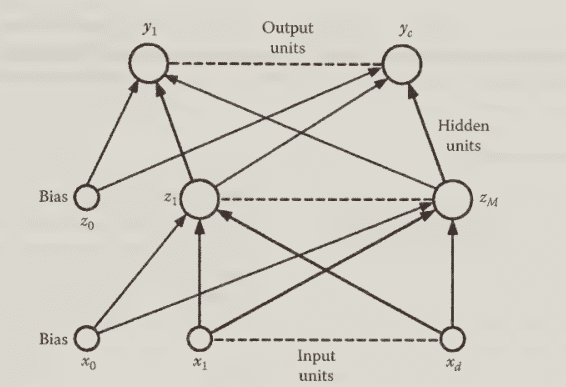 y1
Output
units
yc
Hidden
units
Bias
z0
z1
zM
Bias
x0
x1
Input
units
xd